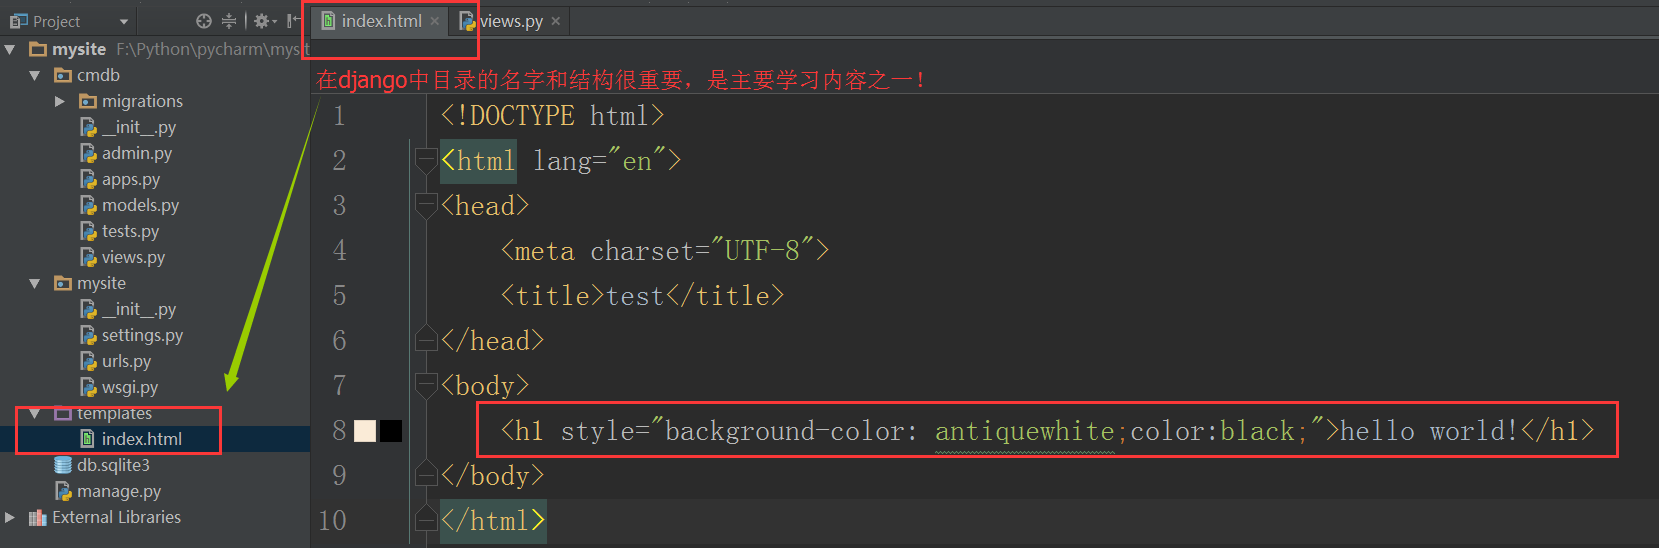 Project
index.html
views.py
mysite F:\Python\pycharm\mysit
cmdb
migrations
__init__.py
admin.py
apps.py
models.py
tests.py
views.py
mysite
__init__.py
settings.py
urls.py
wsgi.py
templates
index.html
db.sqlite3
manage.py
External Libraries
在django中目录的名字和结构很重要，是主要学习内容之一！
1 <!DOCTYPE html>
2 <html lang="en">
3 <head>
4 <meta charset="UTF-8">
5 <title>test</title>
6 </head>
7 <body>
8 <h1 style="background-color: antiquewhite;color:black;">hello world!</h1>
9 </body>
10 </html>